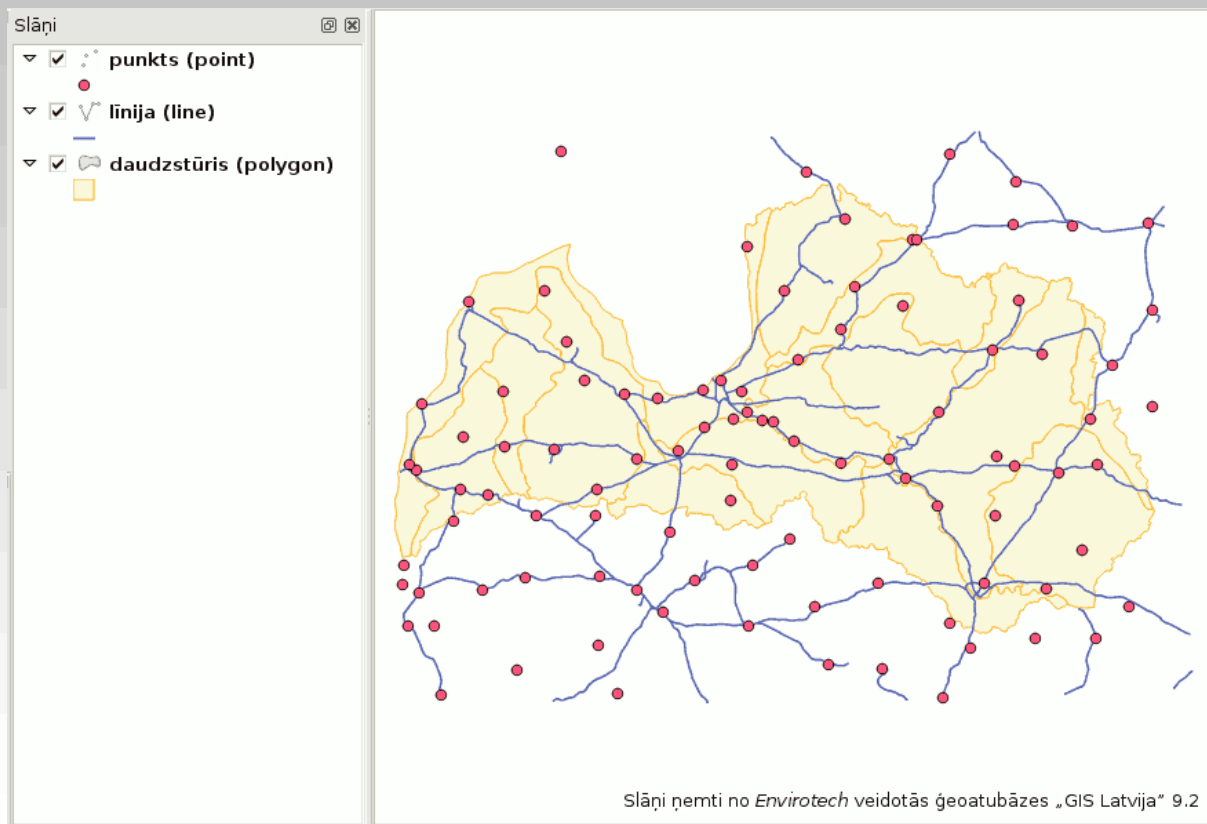 Slāņi
punkts (point)
līnija (line)
daudzstūris (polygon)
Slāņi ņemti no Envirotech veidotās ģeoatubāzes „GIS Latvija” 9.2